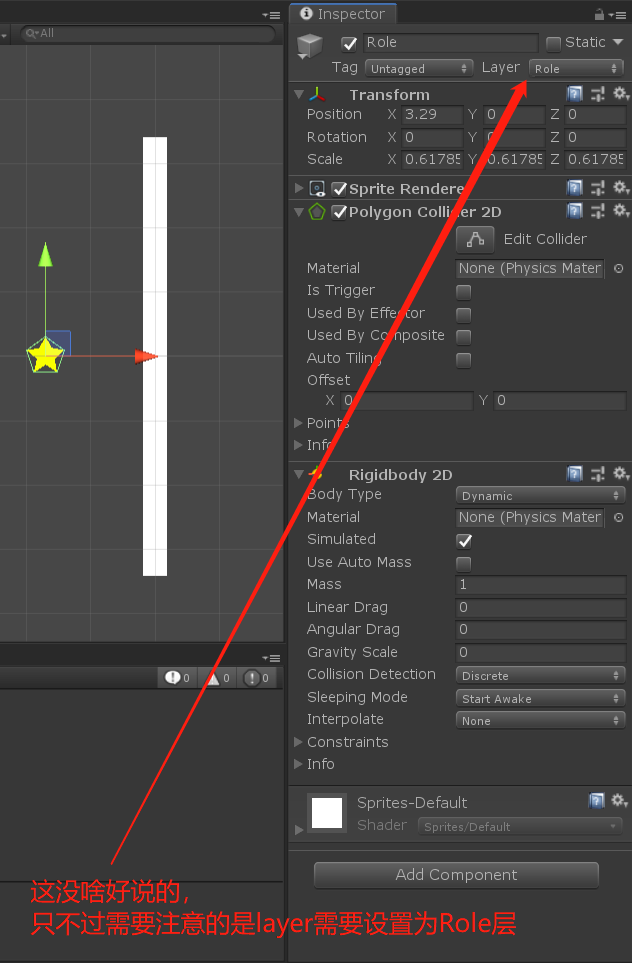 Inspector
All
Role
Static
Tag Untagged Layer Role
Transform
Position X 3.29 Y 0 Z 0
Rotation X 0 Y 0 Z 0
Scale X 0.61785 Y 0.61785 Z 0.61785
Sprite Rendere
Polygon Collider 2D
Edit Collider
Material None (Physics Mater
Is Trigger
Used By Effector
Used By Composite
Auto Tiling
Offset
X 0 Y 0
Points
Info
Rigidbody 2D
Body Type Dynamic
Material None (Physics Mater
Simulated
Use Auto Mass
Mass 1
Linear Drag 0
Angular Drag 0
Gravity Scale 0
Collision Detection Discrete
Sleeping Mode Start Awake
Interpolate None
Constraints
Info
0 0 0
Sprites-Default
Shader Sprites/Default
Add Component
这没啥好说的，
只不过需要注意的是layer需要设置为Role层